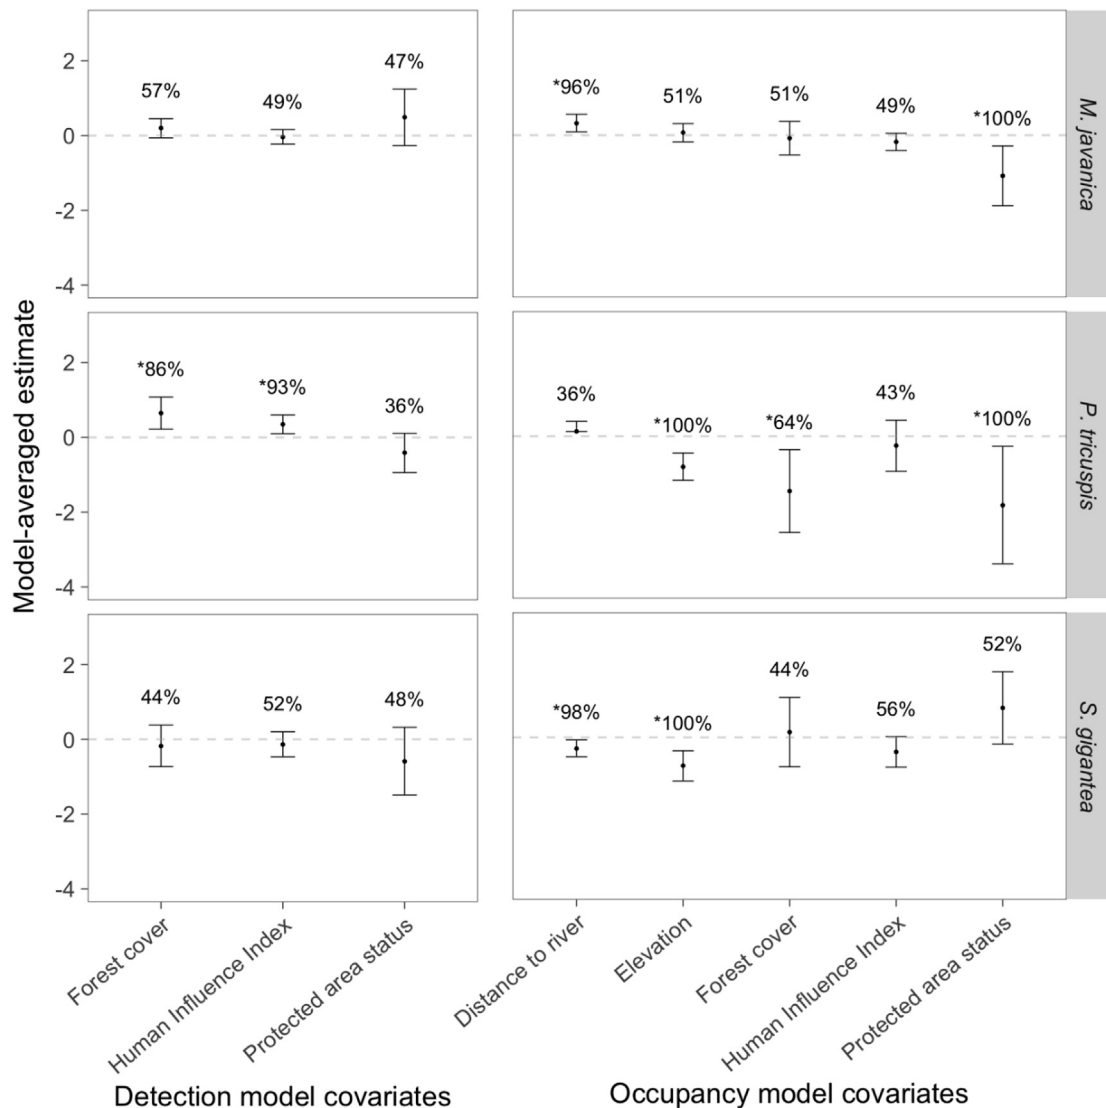 Model-averaged estimate
2
0
-2
-4
57%
49%
47%
*96%
51%
51%
49%
*100%
M. javanica
2
0
-2
-4
*86%
*93%
36%
36%
*100%
*64%
43%
*100%
P. tricuspis
2
0
-2
-4
44%
52%
48%
*98%
*100%
44%
56%
52%
S. gigantea
Forest cover
Human Influence Index
Protected area status
Distance to river
Elevation
Forest cover
Human Influence Index
Protected area status
Detection model covariates
Occupancy model covariates